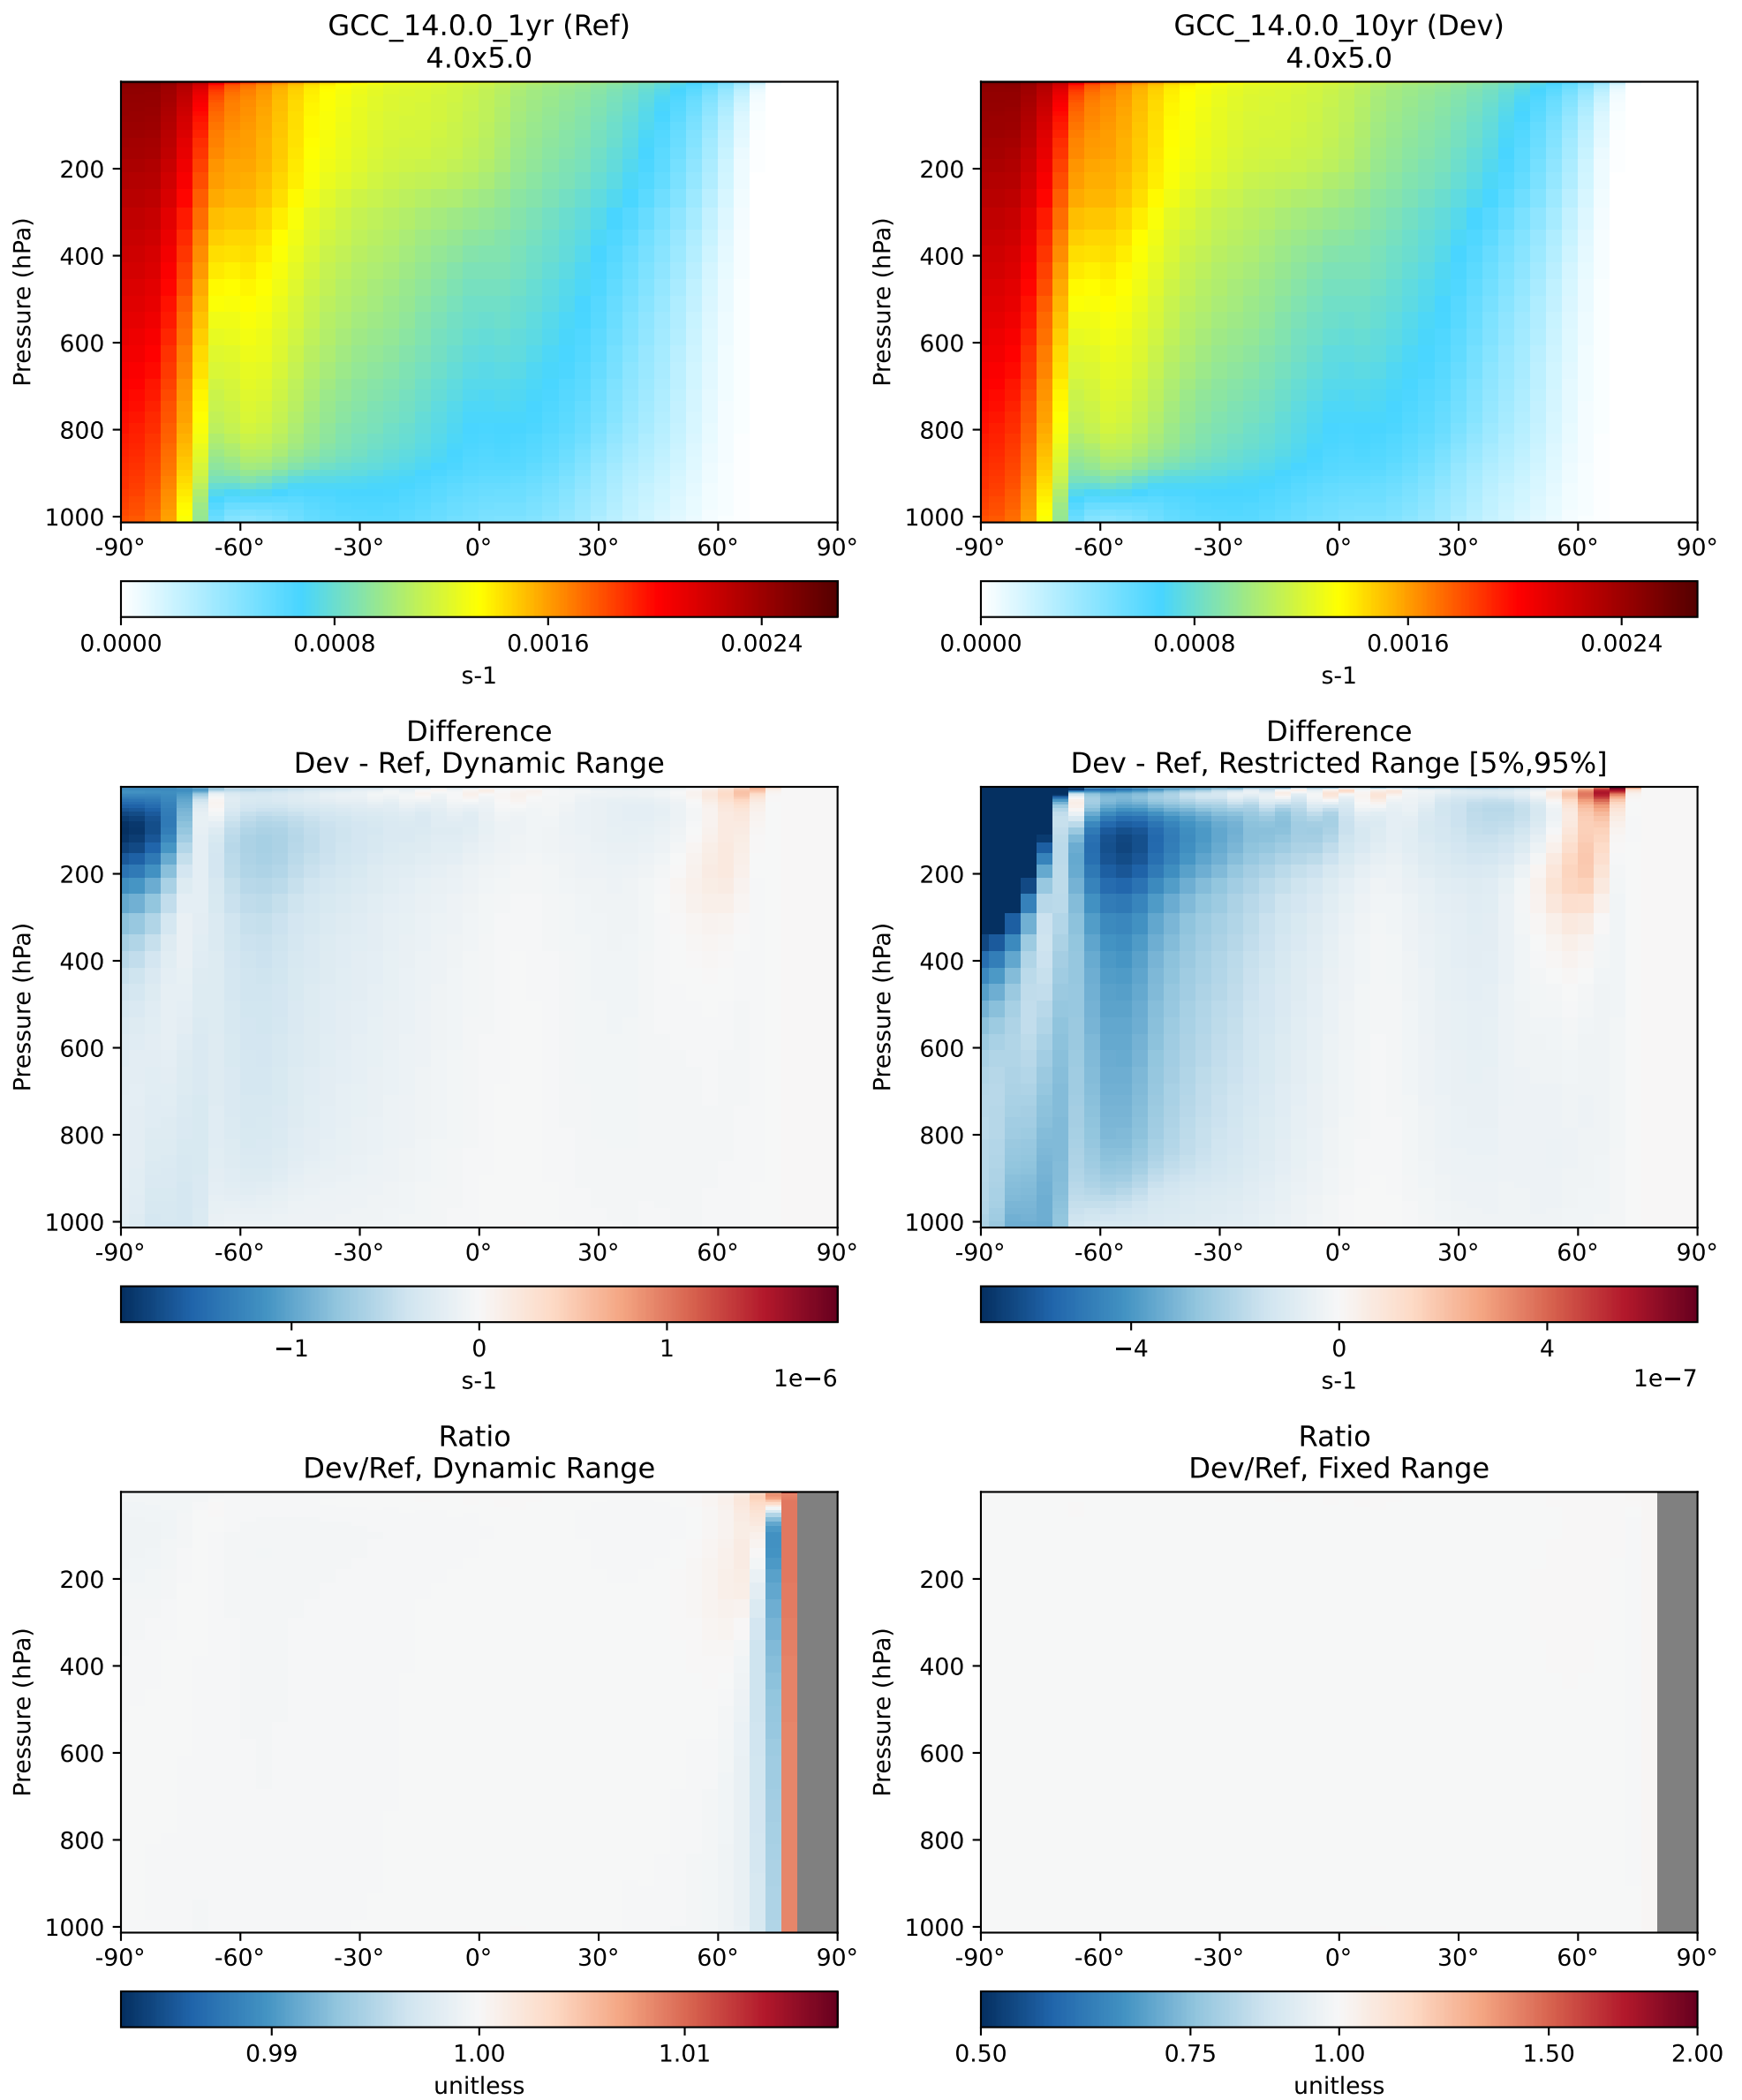 GCC_14.0.0_1yr (Ref)
4.0x5.0
Pressure (hPa)
200
400
600
800
1000
-90° -60° -30° 0° 30° 60° 90°
0.0000 0.0008 0.0016 0.0024
s-1
GCC_14.0.0_10yr (Dev)
4.0x5.0
Pressure (hPa)
200
400
600
800
1000
-90° -60° -30° 0° 30° 60° 90°
0.0000 0.0008 0.0016 0.0024
s-1
Difference
Dev - Ref, Dynamic Range
Pressure (hPa)
200
400
600
800
1000
-90° -60° -30° 0° 30° 60° 90°
−1 0 1
s-1 1e−6
Difference
Dev - Ref, Restricted Range [5%,95%]
Pressure (hPa)
200
400
600
800
1000
-90° -60° -30° 0° 30° 60° 90°
−4 0 4
s-1 1e−7
Ratio
Dev/Ref, Dynamic Range
Pressure (hPa)
200
400
600
800
1000
-90° -60° -30° 0° 30° 60° 90°
0.99 1.00 1.01
unitless
Ratio
Dev/Ref, Fixed Range
Pressure (hPa)
200
400
600
800
1000
-90° -60° -30° 0° 30° 60° 90°
0.50 0.75 1.00 1.50 2.00
unitless